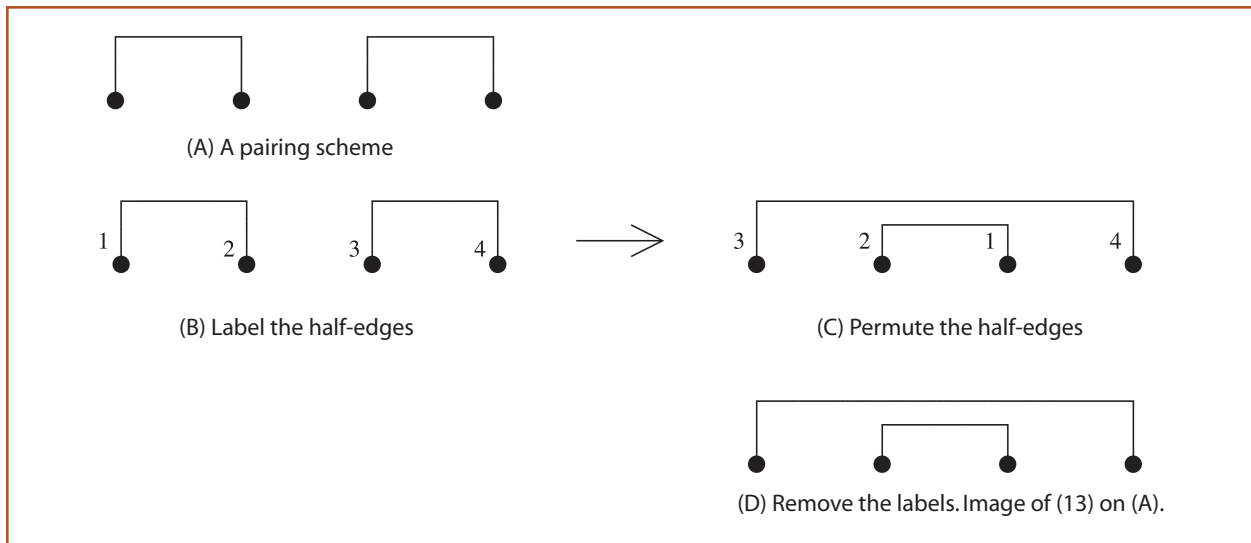 (A) A pairing scheme
1 2 3 4
3 2 1 4
(B) Label the half-edges
(C) Permute the half-edges
(D) Remove the labels. Image of (13) on (A).